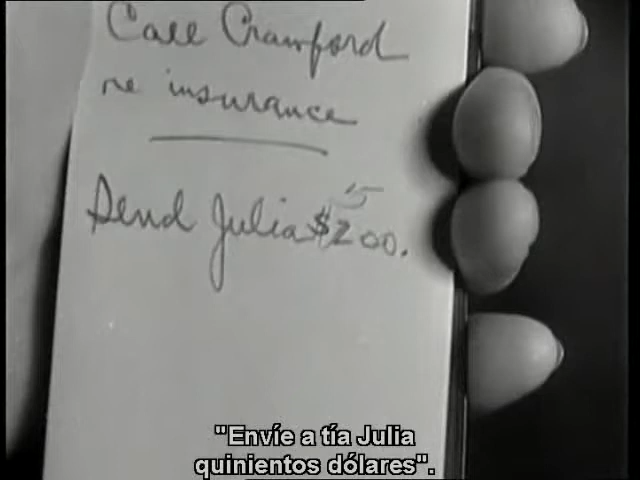 Call Crawford
re insurance
Send Julia $200.
5
"Envíe a tía Julia
quinientos dólares".